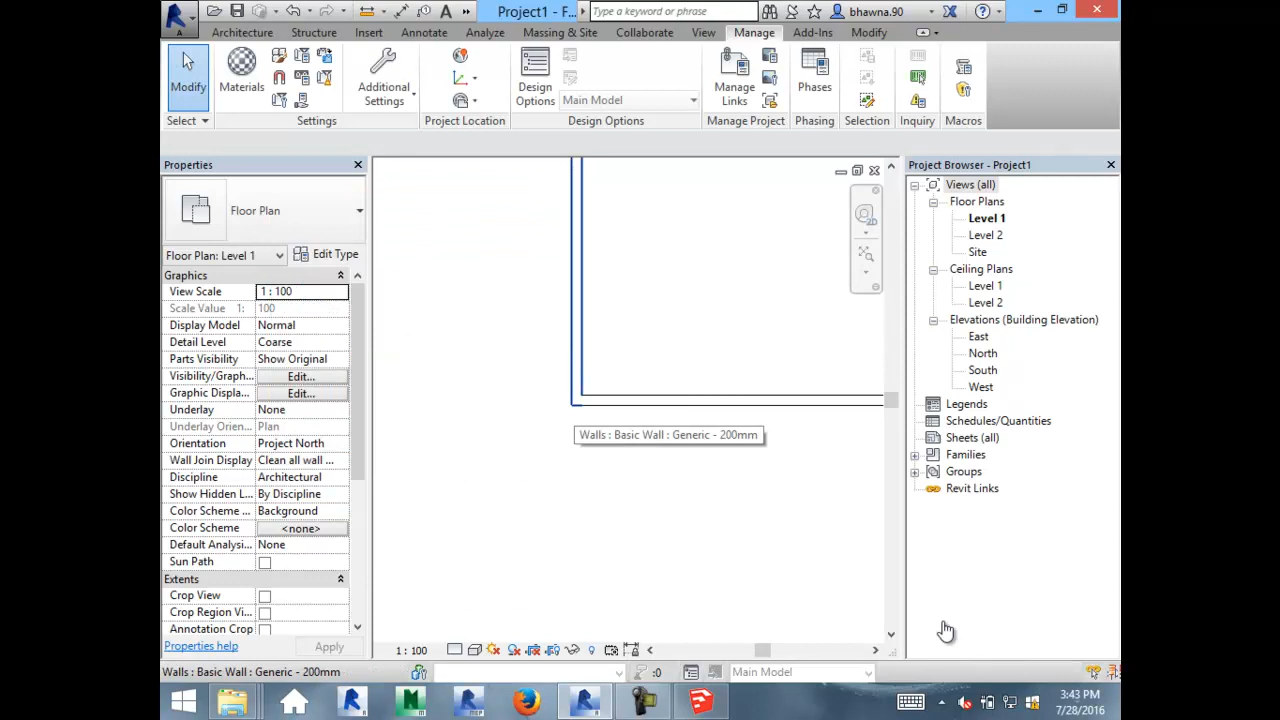 Project1 - F...
Type a keyword or phrase
bhawna.90
Architecture Structure Insert Annotate Analyze Massing & Site Collaborate View Manage Add-Ins Modify
Modify
Materials
Additional
Settings
Design
Options
Main Model
Manage
Links
Phases
Select Settings Project Location Design Options Manage Project Phasing Selection Inquiry Macros
Properties
Floor Plan
Floor Plan: Level 1 Edit Type
Graphics
View Scale 1 : 100
Scale Value 1: 100
Display Model Normal
Detail Level Coarse
Parts Visibility Show Original
Visibility/Graph... Edit...
Graphic Displa... Edit...
Underlay None
Underlay Orien... Plan
Orientation Project North
Wall Join Display Clean all wall ...
Discipline Architectural
Show Hidden L... By Discipline
Color Scheme ... Background
Color Scheme <none>
Default Analysi... None
Sun Path
Extents
Crop View
Crop Region Vi...
Annotation Crop
Properties help Apply
2D
Walls : Basic Wall : Generic - 200mm
1 : 100
Project Browser - Project1
Views (all)
Floor Plans
Level 1
Level 2
Site
Ceiling Plans
Level 1
Level 2
Elevations (Building Elevation)
East
North
South
West
Legends
Schedules/Quantities
Sheets (all)
Families
Groups
Revit Links
Walls : Basic Wall : Generic - 200mm :0 Main Model
3:43 PM
7/28/2016